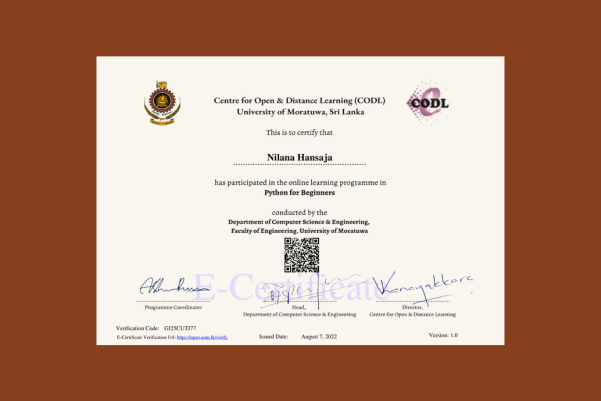 Centre for Open & Distance Learning (CODL)
University of Moratuwa, Sri Lanka
CODL
This is to certify that
Nilana Hansaja
has participated in the online learning programme in
Python for Beginners
conducted by the
Department of Computer Science & Engineering,
Faculty of Engineering, University of Moratuwa
E-Certificate
Programme Coordinator
Head,
Department of Computer Science & Engineering
Director,
Centre for Open & Distance Learning
Verification Code: Gf25CUTJ77
E-Certificate Verification Url: https://open.uom.lk/verify
Issued Date: August 7, 2022
Version: 1.0